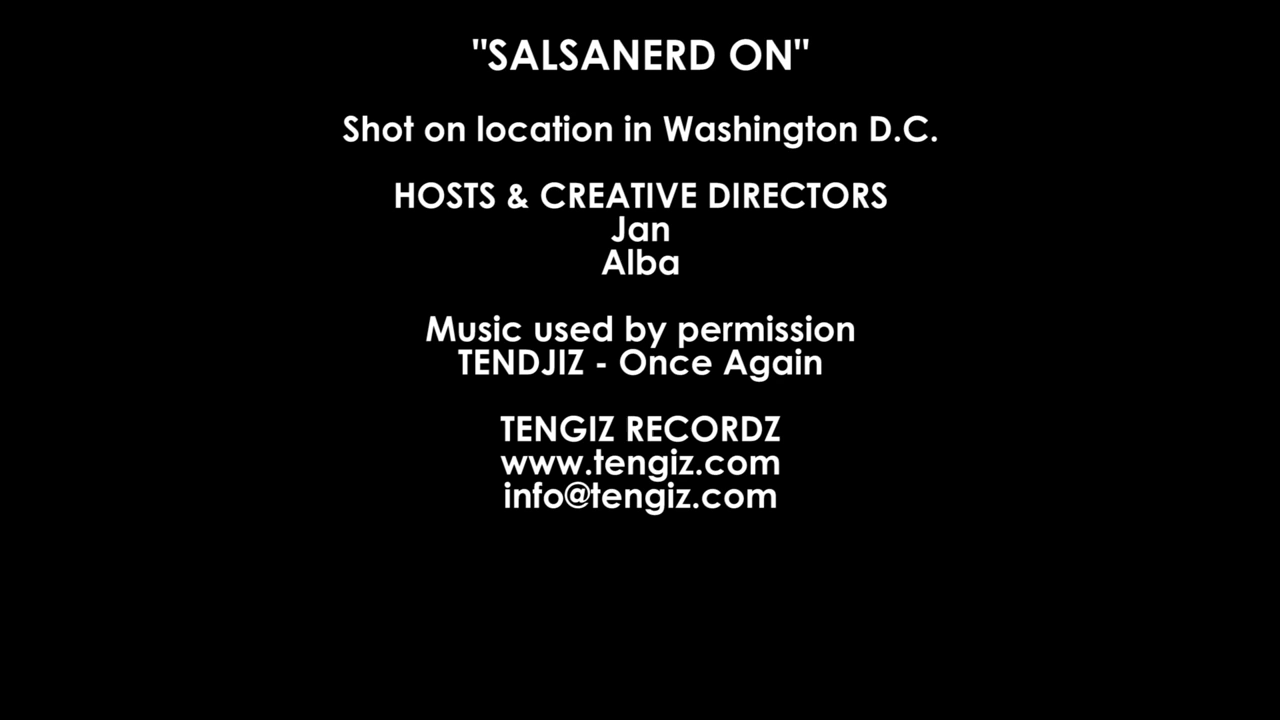 "SALSANERD ON"
Shot on location in Washington D.C.
HOSTS & CREATIVE DIRECTORS
Jan
Alba
Music used by permission
TENDJIZ - Once Again
TENGIZ RECORDZ
www.tengiz.com
info@tengiz.com